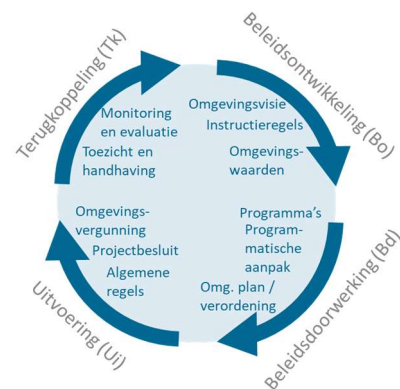 Terugkoppeling (Tk)
Beleidsontwikkeling (Bo)
Monitoring
en evaluatie
Toezicht en
handhaving
Omgevingsvisie
Instructieregels
Omgevings-
waarden
Omgevings-
vergunning
Projectbesluit
Algemene
regels
Programma's
Program-
matische
aanpak
Omg. plan /
verordening
Uitvoering (Ui)
Beleidsdoorwerking (Bd)